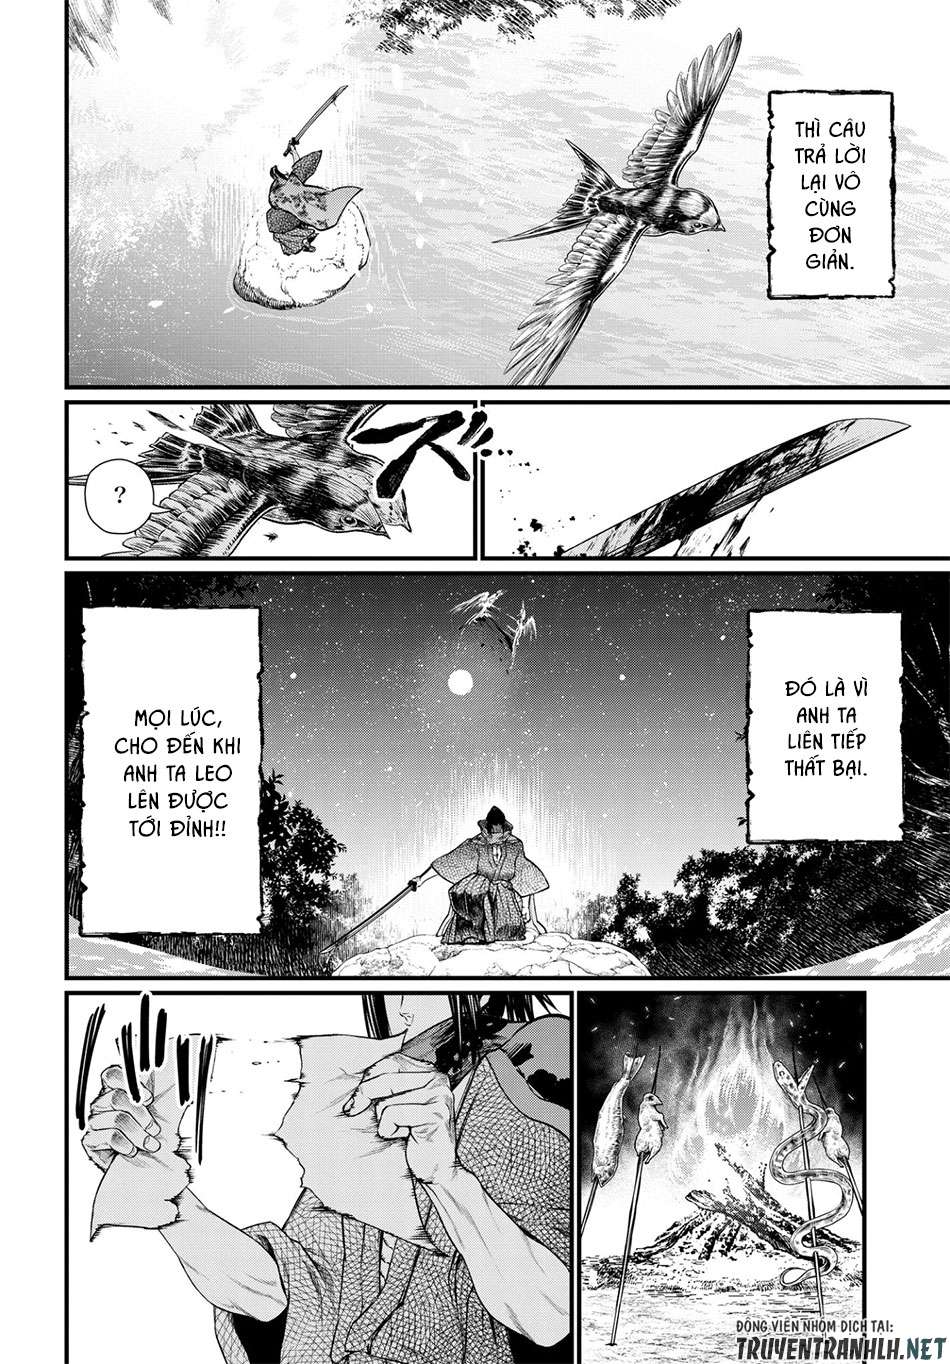 THÌ CÂU
TRẢ LỜI
LẠI VÔ
CÙNG
ĐƠN
GIẢN.
ズ
?
ĐÓ LÀ VÌ
ANH TA
LIÊN TIẾP
THẤT BẠI.
MỌI LÚC,
CHO ĐẾN KHI
ANH TA LEO
LÊN ĐƯỢC
TỚI ĐỈNH!!
ĐỘNG VIÊN NHÓM DỊCH TẠI:
TRUYENTRANHLH.NET